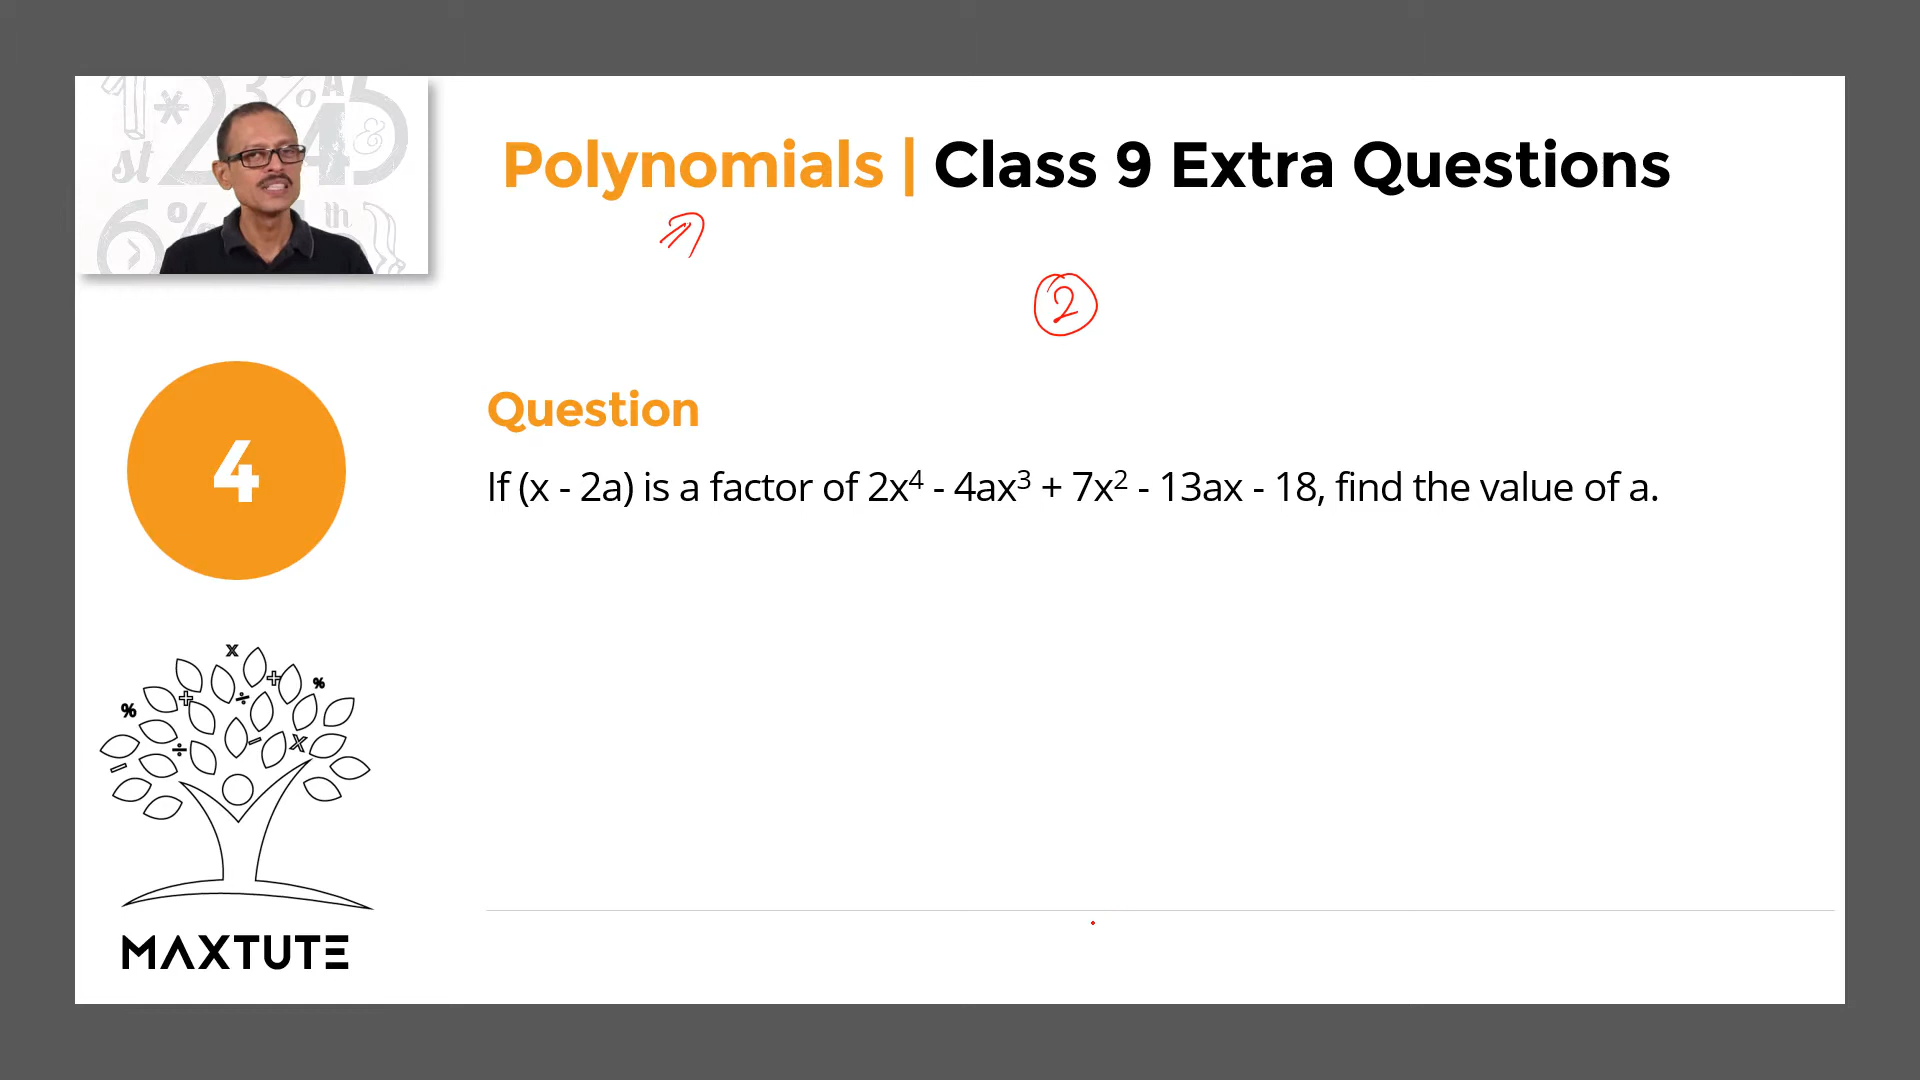 Polynomials | Class 9 Extra Questions
2
4
Question
If (x - 2a) is a factor of 2x⁴ - 4ax³ + 7x² - 13ax - 18, find the value of a.
MAXTUTE